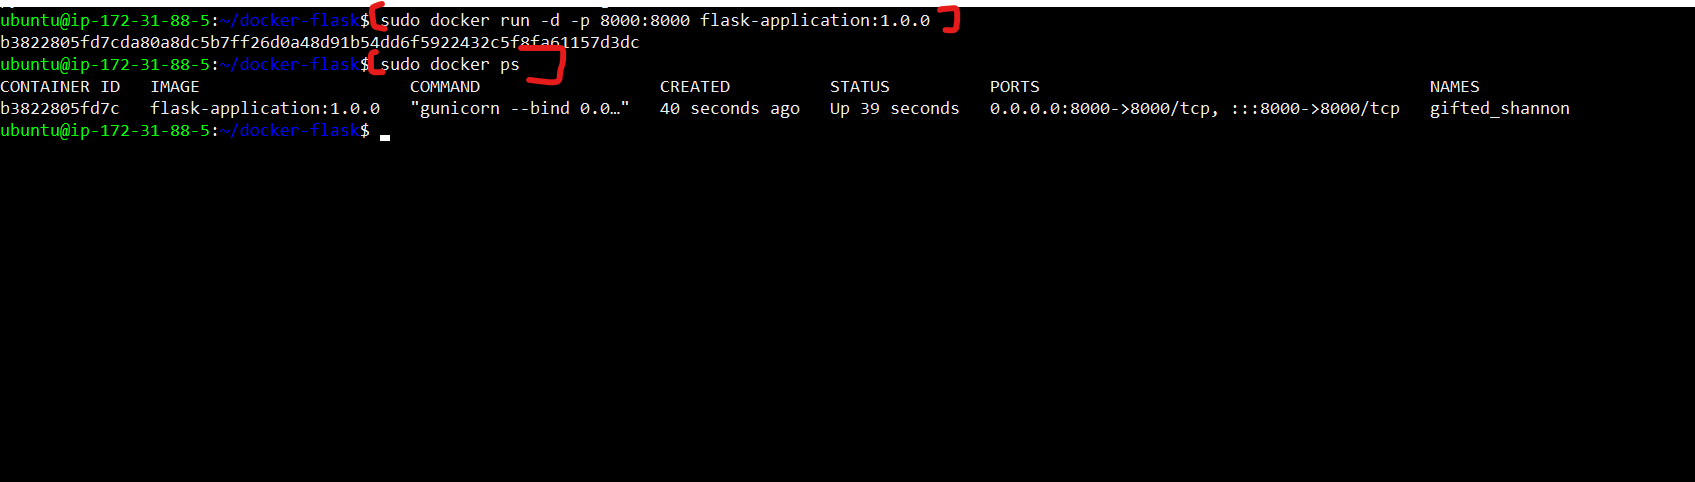 ubuntu@ip-172-31-88-5:~/docker-flask$ sudo docker run -d -p 8000:8000 flask-application:1.0.0
b3822805fd7cda80a8dc5b7ff26d0a48d91b54dd6f5922432c5f8fa61157d3dc
ubuntu@ip-172-31-88-5:~/docker-flask$ sudo docker ps
CONTAINER ID   IMAGE                     COMMAND                  CREATED          STATUS          PORTS                                       NAMES
b3822805fd7c   flask-application:1.0.0   "gunicorn --bind 0.0…"   40 seconds ago   Up 39 seconds   0.0.0.0:8000->8000/tcp, :::8000->8000/tcp   gifted_shannon
ubuntu@ip-172-31-88-5:~/docker-flask$